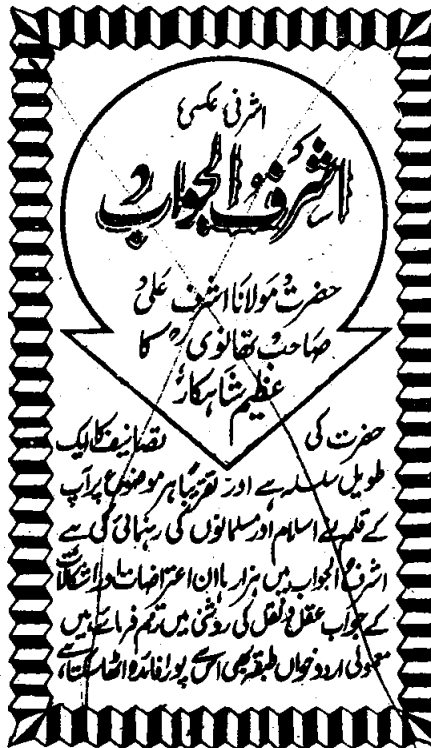 اشرفی عکسی
اشرف الجواب
حضرت مولانا اشرف علی
صاحب تھانوی رح کا
عظیم شاہکار
حضرت کی تصانیف کا ایک
طویل سلسلہ ہے اور تقریباً ہر موضوع پر آپ
کے قلم نے اسلام اور مسلمانوں کی رہنمائی کی ہے
اشرف الجواب میں ہزارہا ان اعتراضات اور اشکالات
کے جواب عقل و نقل کی روشنی میں رقم فرمائے ہیں
معمولی اردو خواں طبقہ بھی اس سے پورا فائدہ اٹھا سکتا ہے